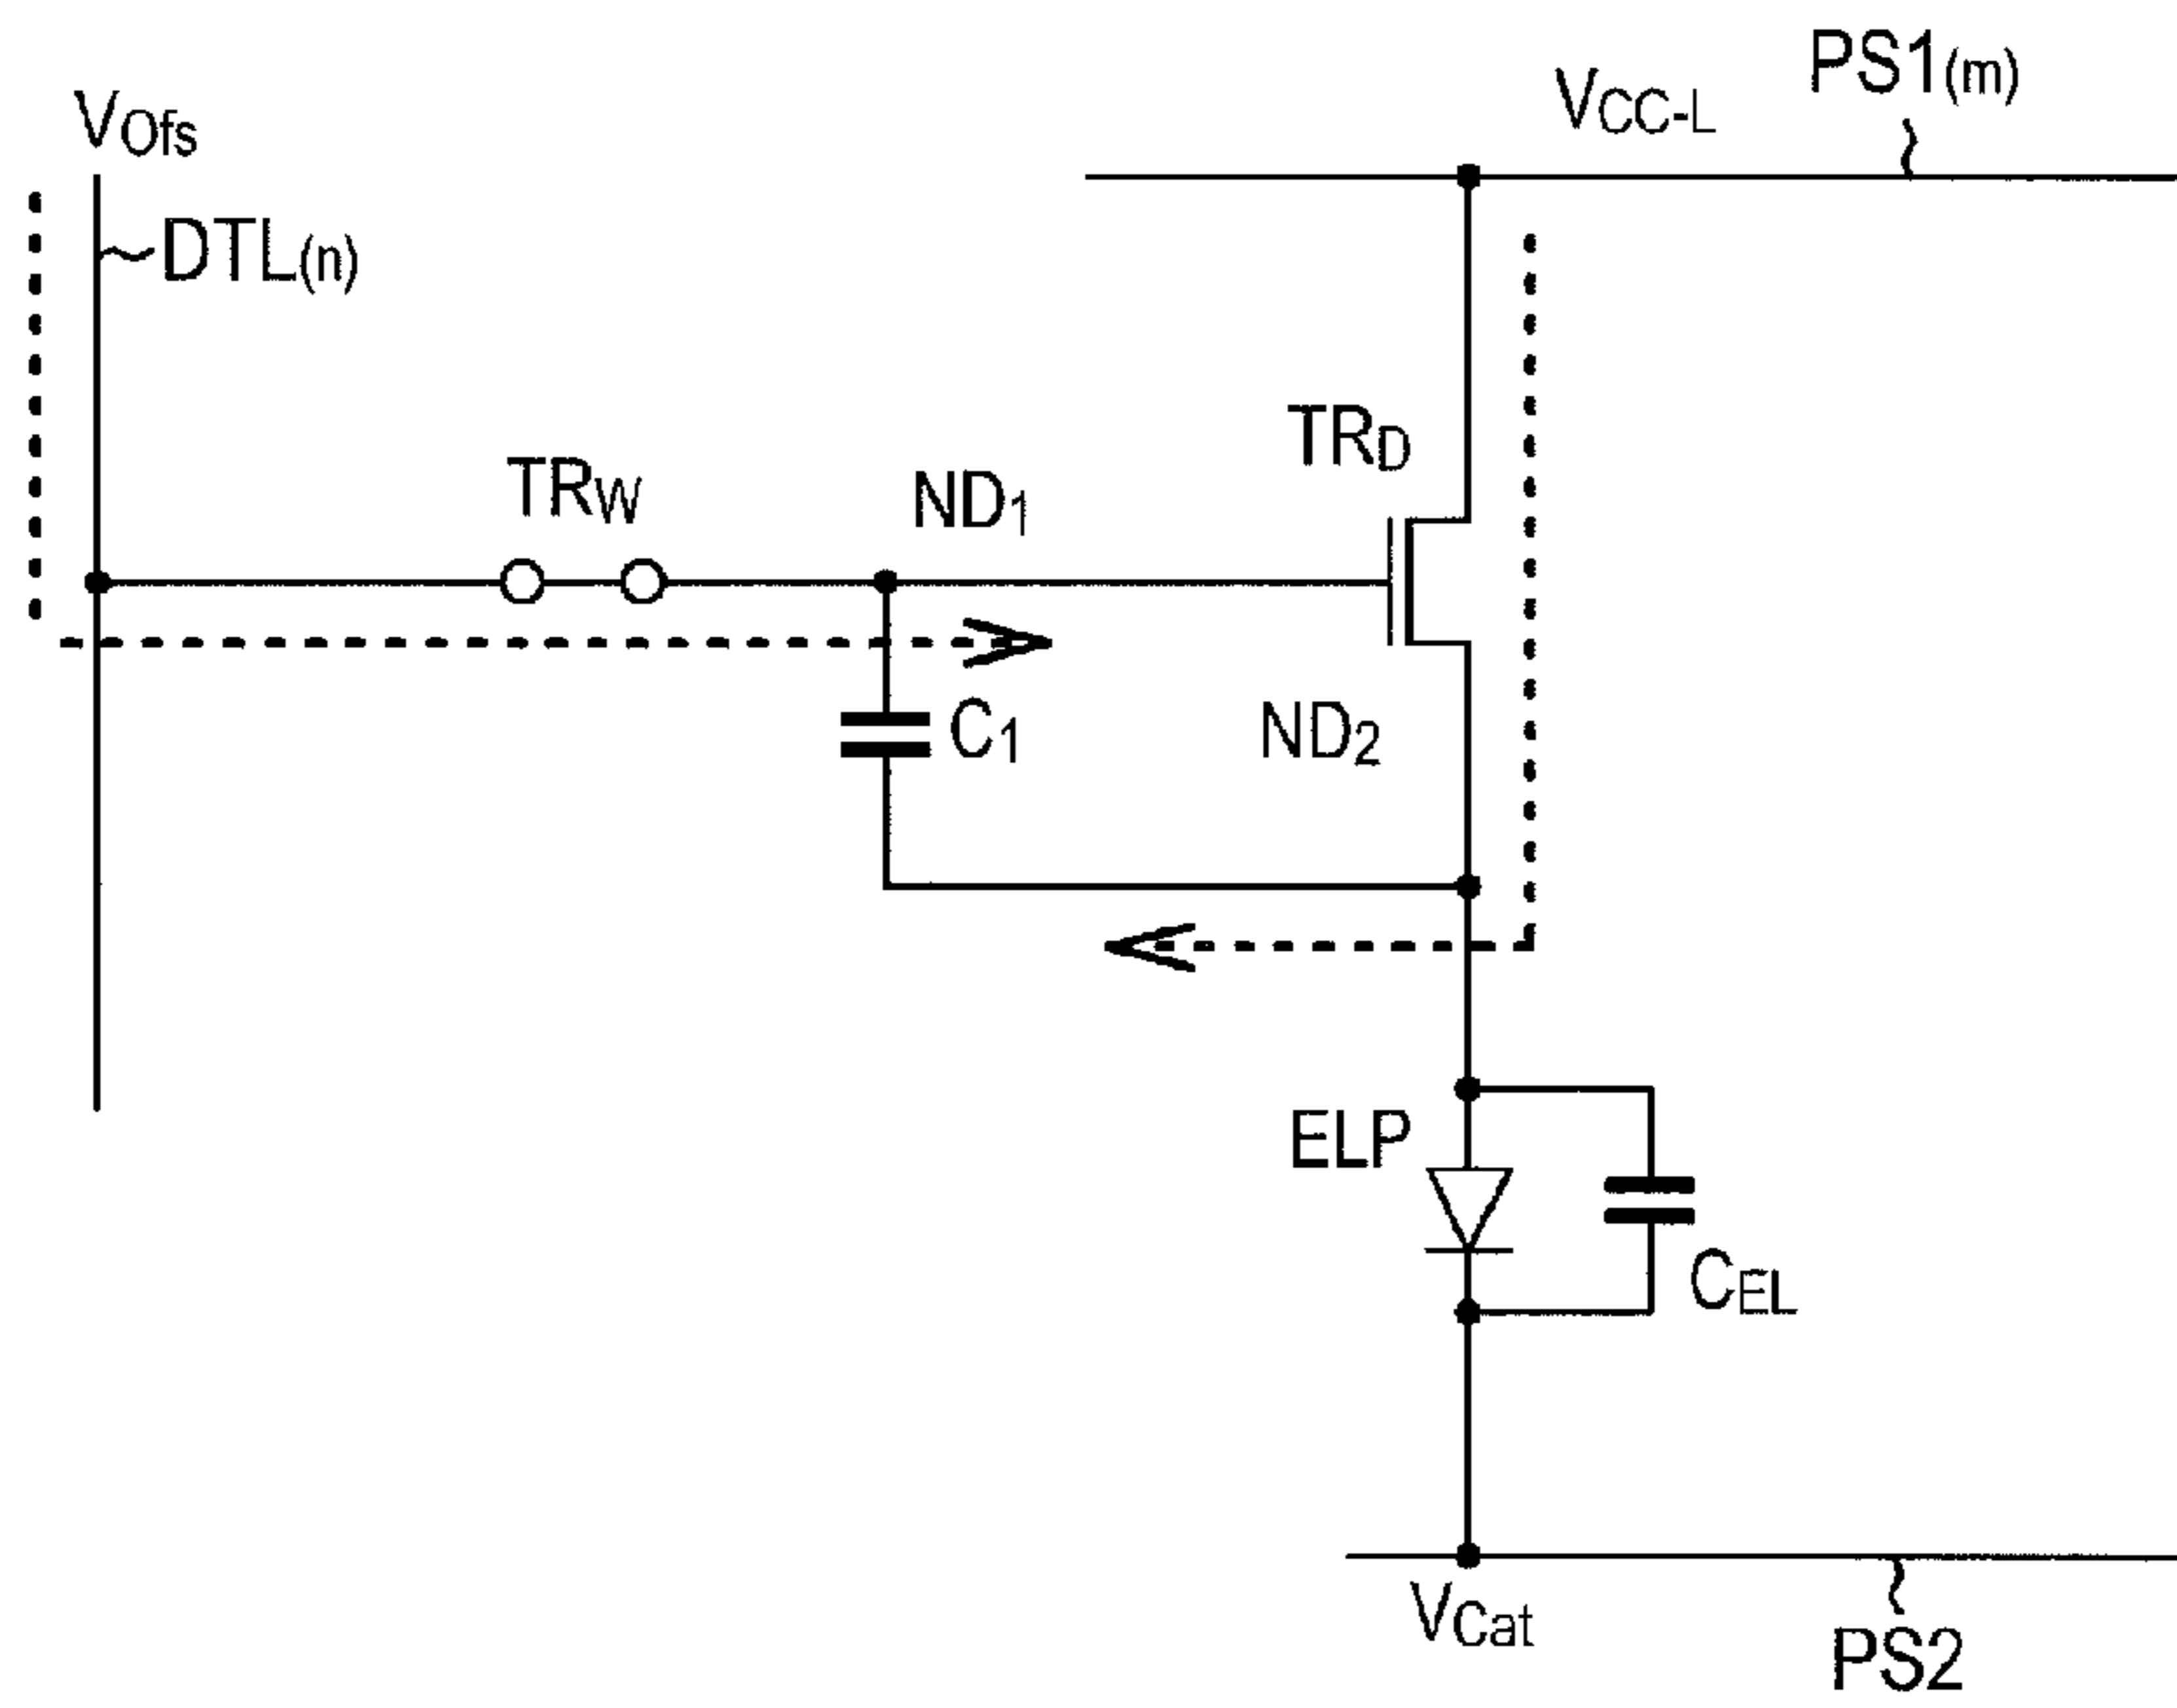 PS1(m)
VCC-L
VOfs
DTL(n)
TRD
TRW
ND1
C1
ND2
ELP
CEL
VCat
PS2